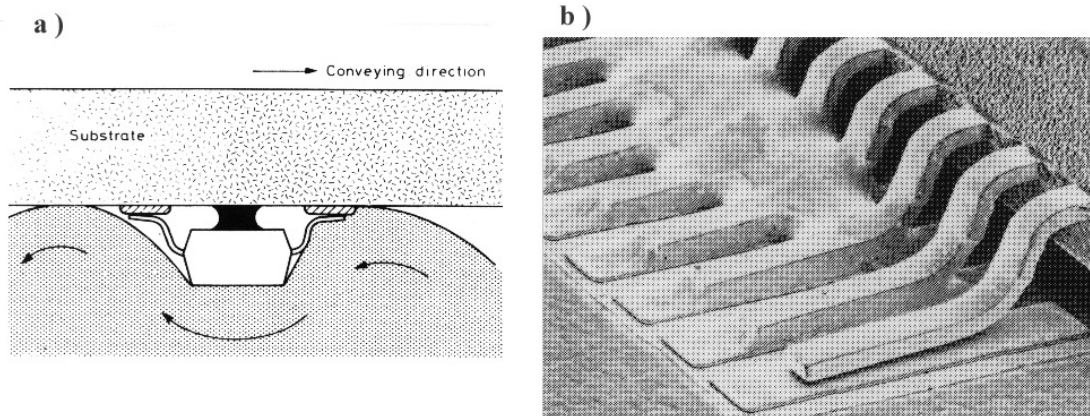 a )
b )
Conveying direction
Substrate